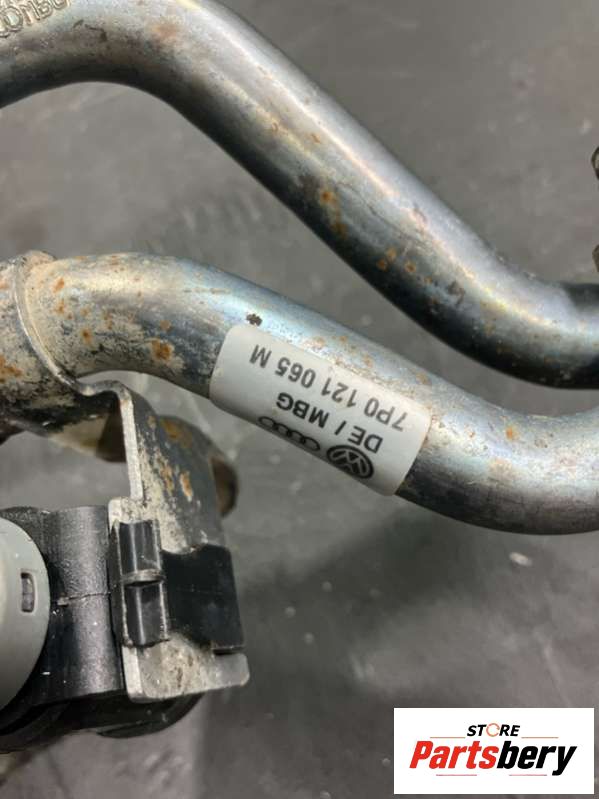 7P0 121 065 M
DE / MBG
STORE
Partsbery